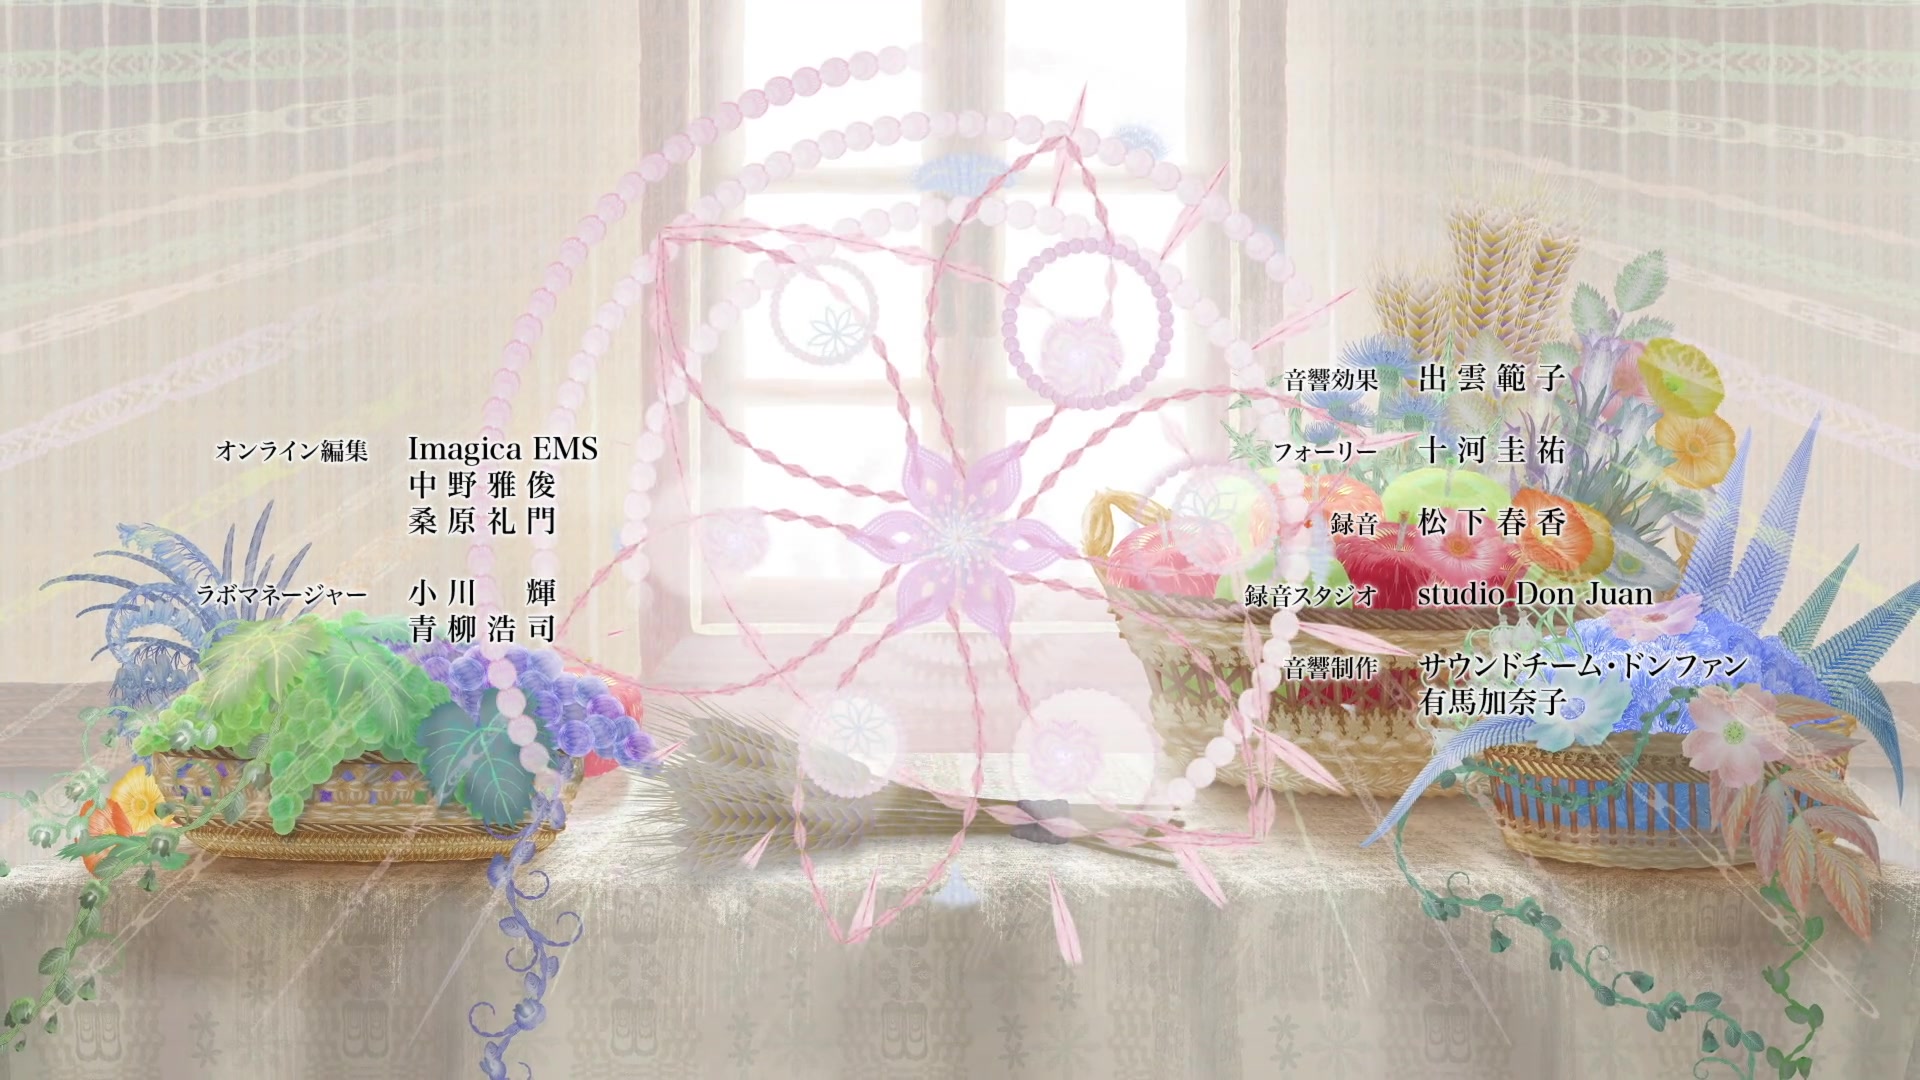 オンライン編集 Imagica EMS
中野雅俊
桑原礼門
ラボマネージャー 小川 輝
青柳浩司
音響効果 出雲範子
フォーリー 十河圭祐
録音 松下春香
録音スタジオ studio Don Juan
音響制作 サウンドチーム・ドンファン
有馬加奈子